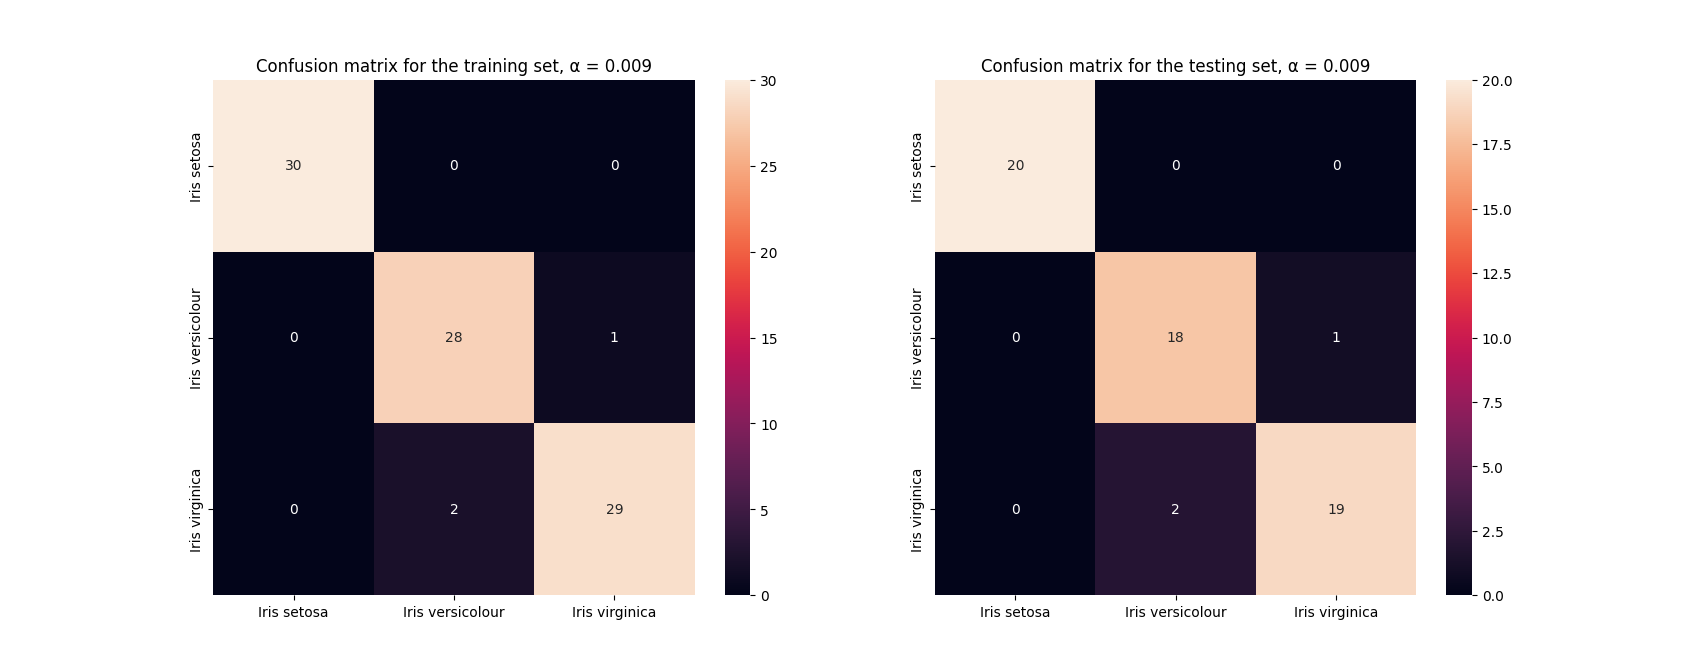 Confusion matrix for the training set, α = 0.009
Iris setosa
Iris versicolour
Iris virginica
30 0 0
0 28 1
0 2 29
Iris setosa Iris versicolour Iris virginica
30
25
20
15
10
5
0
Confusion matrix for the testing set, α = 0.009
Iris setosa
Iris versicolour
Iris virginica
20 0 0
0 18 1
0 2 19
Iris setosa Iris versicolour Iris virginica
20.0
17.5
15.0
12.5
10.0
7.5
5.0
2.5
0.0